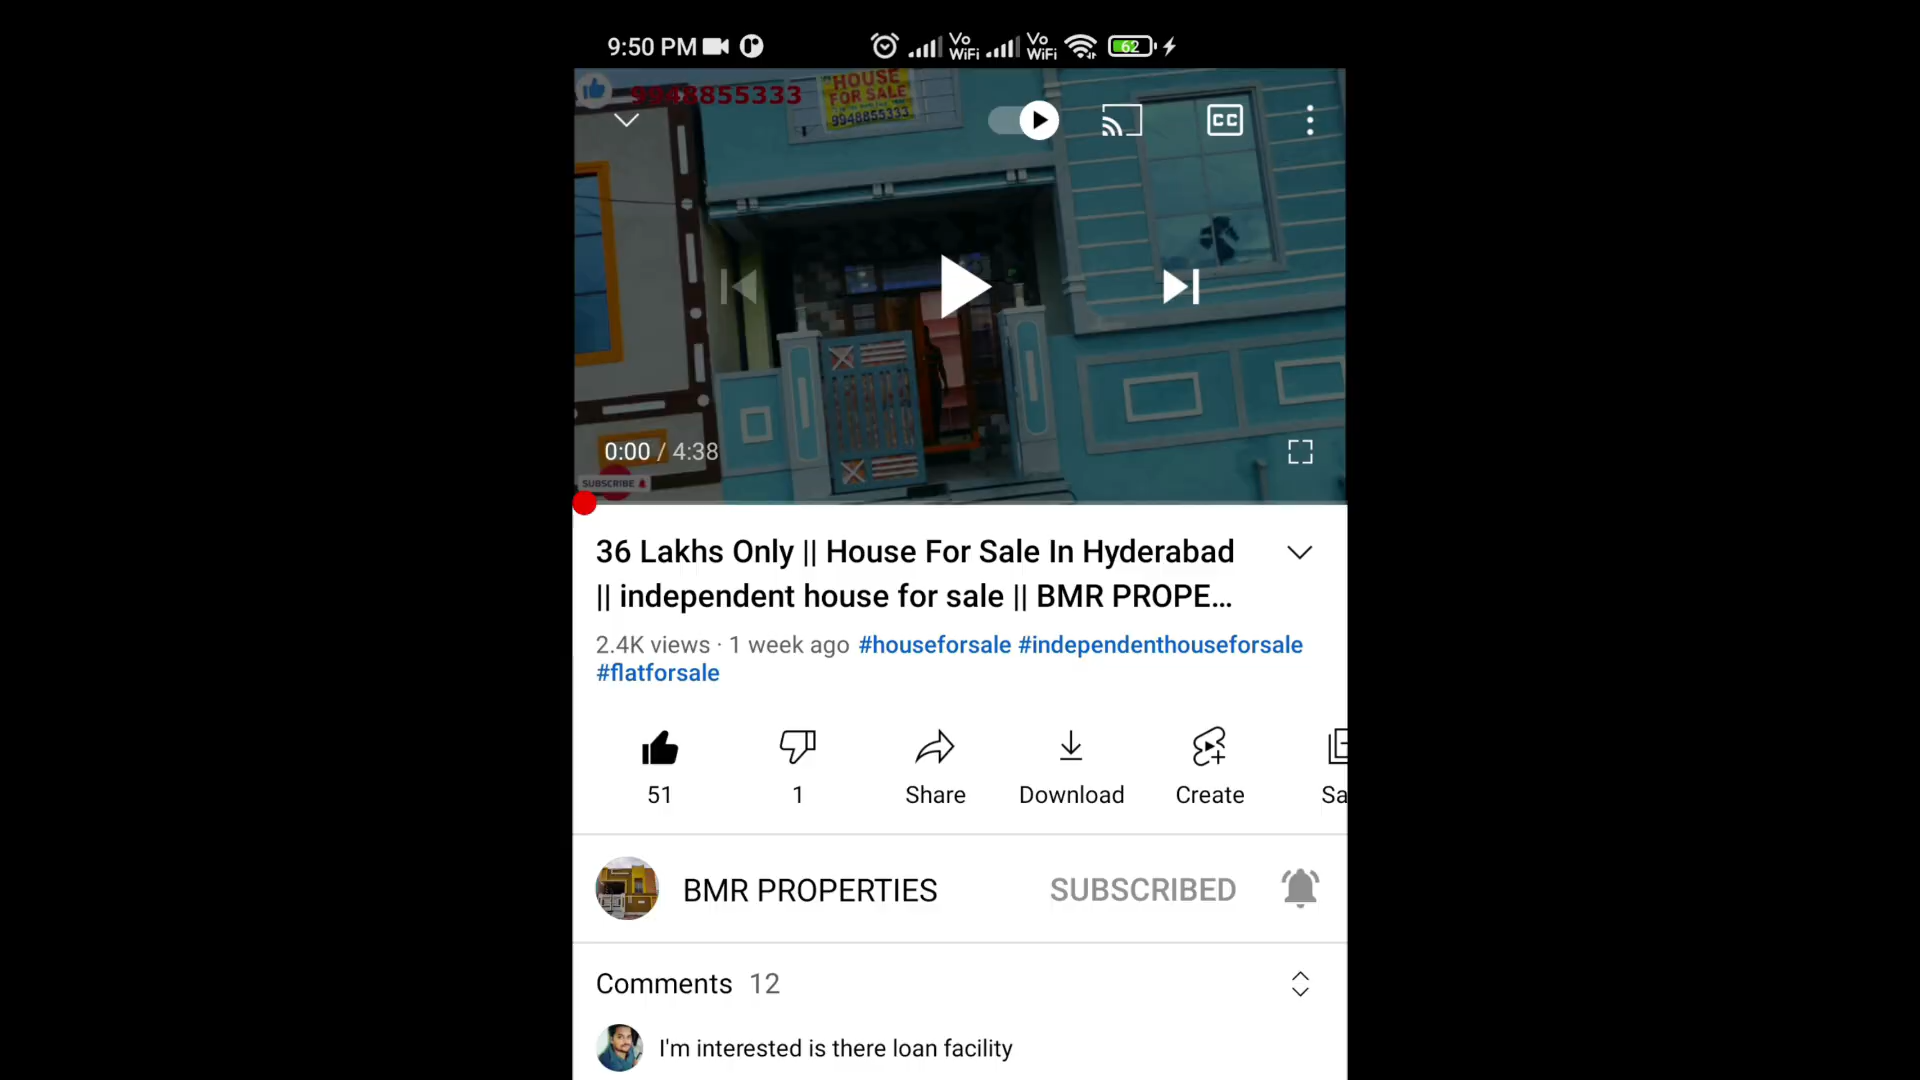 9:50 PM
Vo WiFi
Vo WiFi
62
9948855333
HOUSE
FOR SALE
9948855333
CC
0:00 / 4:38
SUBSCRIBE
36 Lakhs Only || House For Sale In Hyderabad
|| independent house for sale || BMR PROPE...
2.4K views · 1 week ago #houseforsale #independenthouseforsale
#flatforsale
51
1
Share
Download
Create
Sa
BMR PROPERTIES
SUBSCRIBED
Comments 12
I'm interested is there loan facility